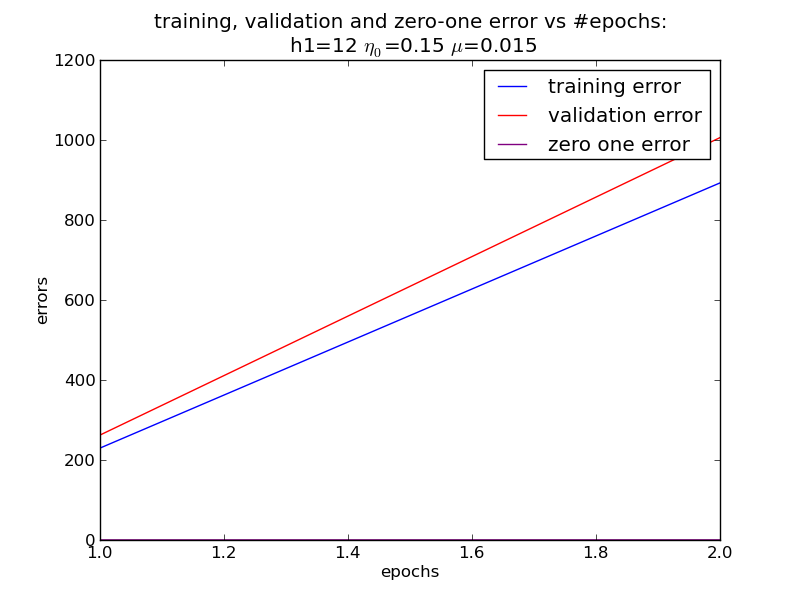 training, validation and zero-one error vs #epochs:
h1=12 η₀=0.15 μ=0.015
1200
1000
800
600
400
200
0
errors
training error
validation error
zero one error
1.0 1.2 1.4 1.6 1.8 2.0
epochs